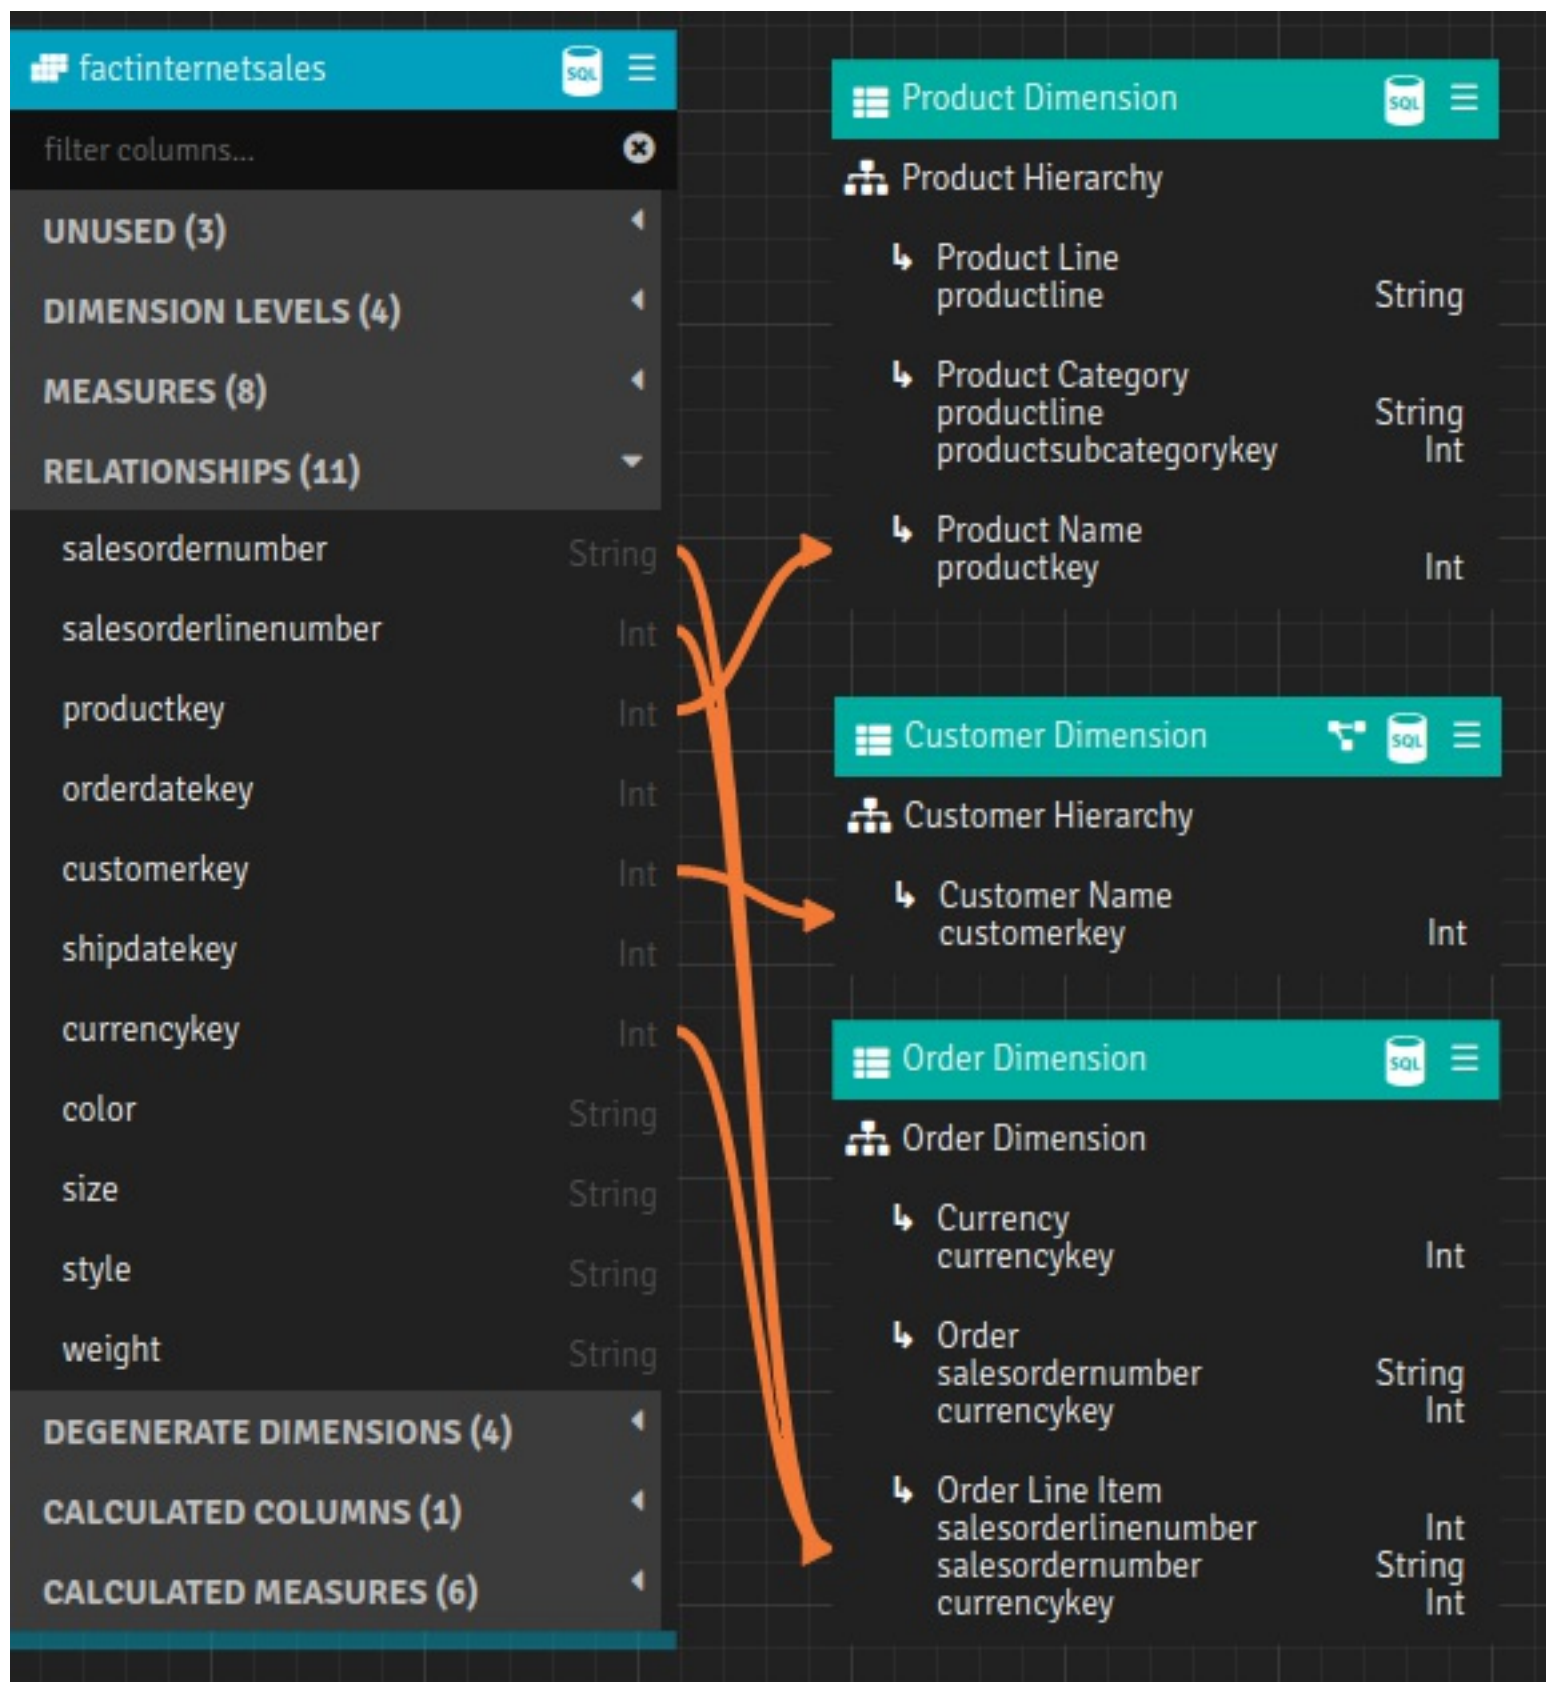 factinternetsales
SQL
filter columns...
UNUSED (3)
DIMENSION LEVELS (4)
MEASURES (8)
RELATIONSHIPS (11)
salesordernumber String
salesorderlinenumber Int
productkey Int
orderdatekey Int
customerkey Int
shipdatekey Int
currencykey Int
color String
size String
style String
weight String
DEGENERATE DIMENSIONS (4)
CALCULATED COLUMNS (1)
CALCULATED MEASURES (6)
Product Dimension
SQL
Product Hierarchy
Product Line
productline String
Product Category
productline String
productsubcategorykey Int
Product Name
productkey Int
Customer Dimension
SQL
Customer Hierarchy
Customer Name
customerkey Int
Order Dimension
SQL
Order Dimension
Currency
currencykey Int
Order
salesordernumber String
currencykey Int
Order Line Item
salesorderlinenumber Int
salesordernumber String
currencykey Int